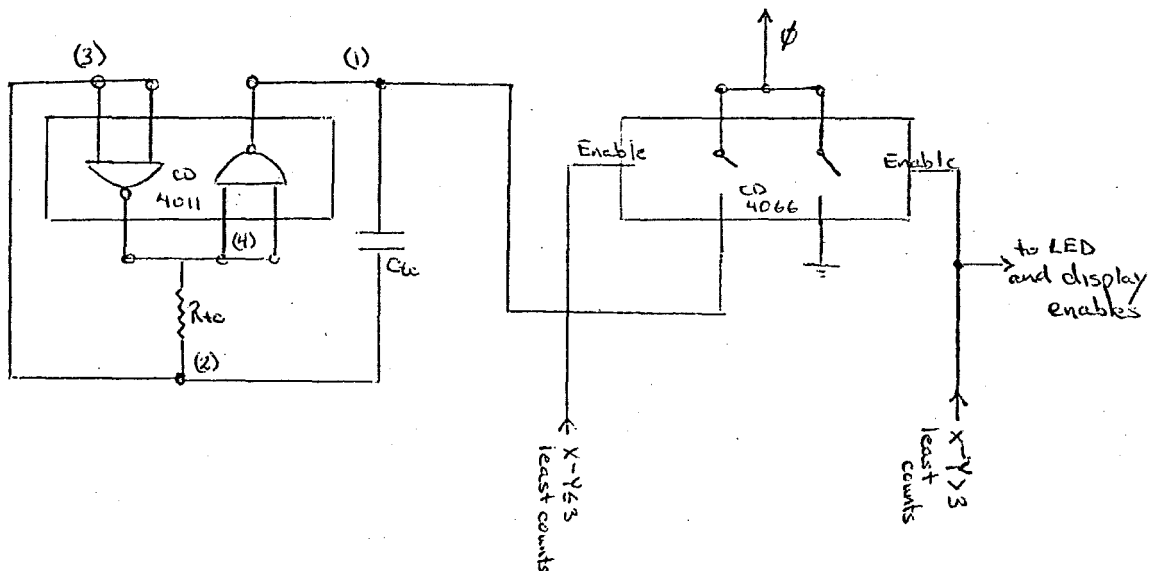 (3)
(1)
φ
CD
4011
(4)
Rtc
(2)
Enable
Enable
CD
4066
to LED
and display
enables
X-Y≤3
least counts
X-Y>3
least
counts